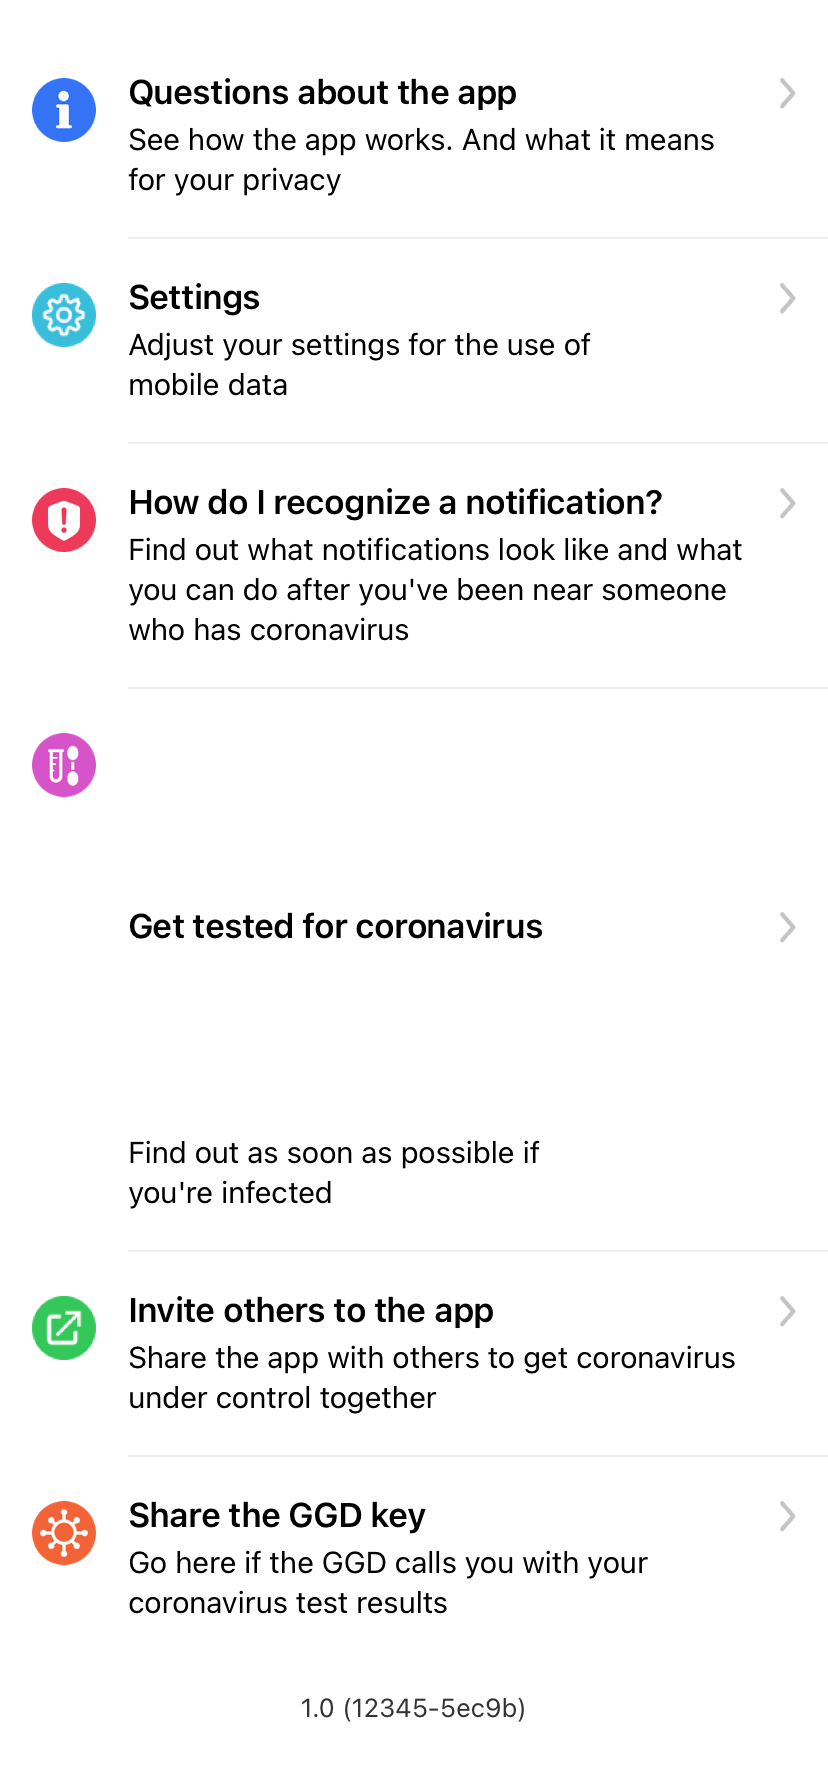 Questions about the app
See how the app works. And what it means
for your privacy
Settings
Adjust your settings for the use of
mobile data
How do I recognize a notification?
Find out what notifications look like and what
you can do after you've been near someone
who has coronavirus
Get tested for coronavirus
Find out as soon as possible if
you're infected
Invite others to the app
Share the app with others to get coronavirus
under control together
Share the GGD key
Go here if the GGD calls you with your
coronavirus test results
1.0 (12345-5ec9b)